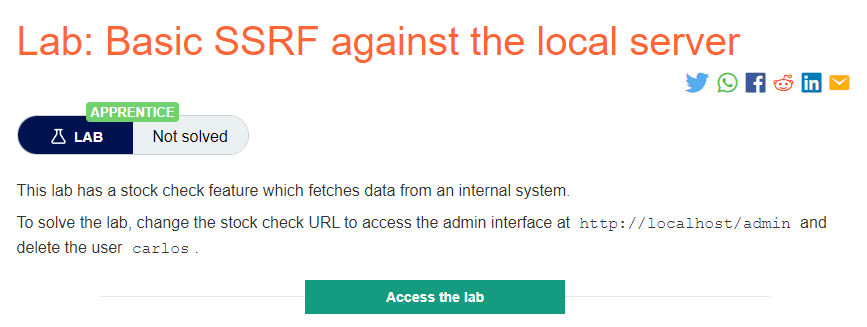 Lab: Basic SSRF against the local server
APPRENTICE
LAB Not solved
This lab has a stock check feature which fetches data from an internal system.
To solve the lab, change the stock check URL to access the admin interface at http://localhost/admin and
delete the user carlos .
Access the lab